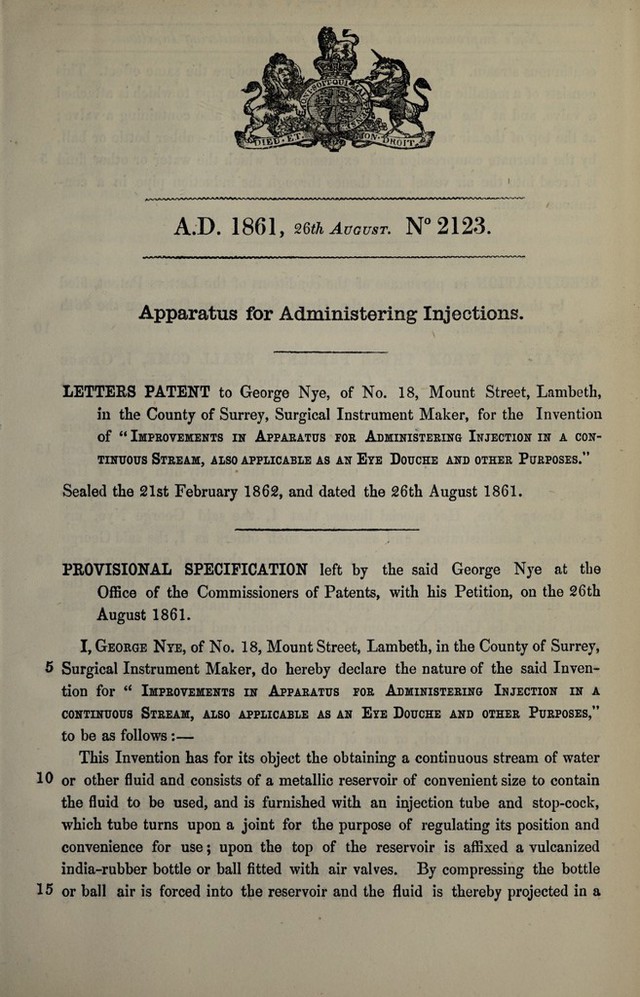 DIEU ET MON DROIT
A.D. 1861, 26th August. No 2123.
Apparatus for Administering Injections.
LETTERS PATENT to George Nye, of No. 18, Mount Street, Lambeth,
in the County of Surrey, Surgical Instrument Maker, for the Invention
of “Improvements in Apparatus for Administering Injection in a con-
tinuous Stream, also applicable as an Eye Douche and other Purposes.”
Sealed the 21st February 1862, and dated the 26th August 1861.
PROVISIONAL SPECIFICATION left by the said George Nye at the
Office of the Commissioners of Patents, with his Petition, on the 26th
August 1861.
I, George Nye, of No. 18, Mount Street, Lambeth, in the County of Surrey,
5 Surgical Instrument Maker, do hereby declare the nature of the said Inven-
tion for “Improvements in Apparatus for Administering Injection in a
continuous Stream, also applicable as an Eye Douche and other Purposes,”
to be as follows:—
This Invention has for its object the obtaining a continuous stream of water
10 or other fluid and consists of a metallic reservoir of convenient size to contain
the fluid to be used, and is furnished with an injection tube and stop-cock,
which tube turns upon a joint for the purpose of regulating its position and
convenience for use; upon the top of the reservoir is affixed a vulcanized
india-rubber bottle or ball fitted with air valves. By compressing the bottle
15 or ball air is forced into the reservoir and the fluid is thereby projected in a